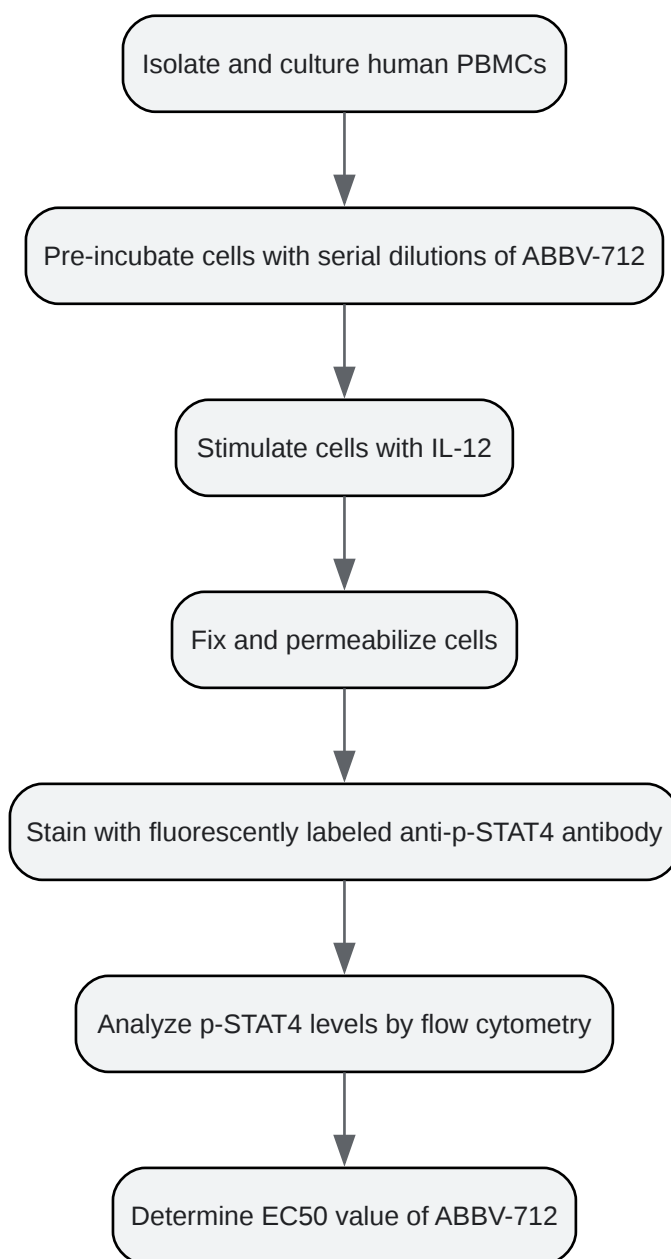 Isolate and culture human PBMCs
Pre-incubate cells with serial dilutions of ABBV-712
Stimulate cells with IL-12
Fix and permeabilize cells
Stain with fluorescently labeled anti-p-STAT4 antibody
Analyze p-STAT4 levels by flow cytometry
Determine EC50 value of ABBV-712